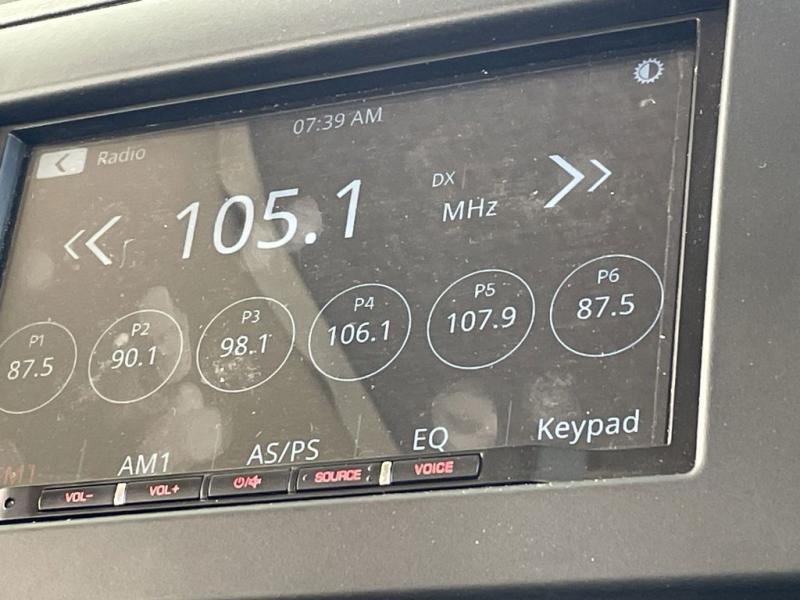 07:39 AM
Radio
105.1
DX
MHz
P1
87.5
P2
90.1
P3
98.1
P4
106.1
P5
107.9
P6
87.5
AM1
AS/PS
EQ
Keypad
VOL-
VOL+
SOURCE
VOICE